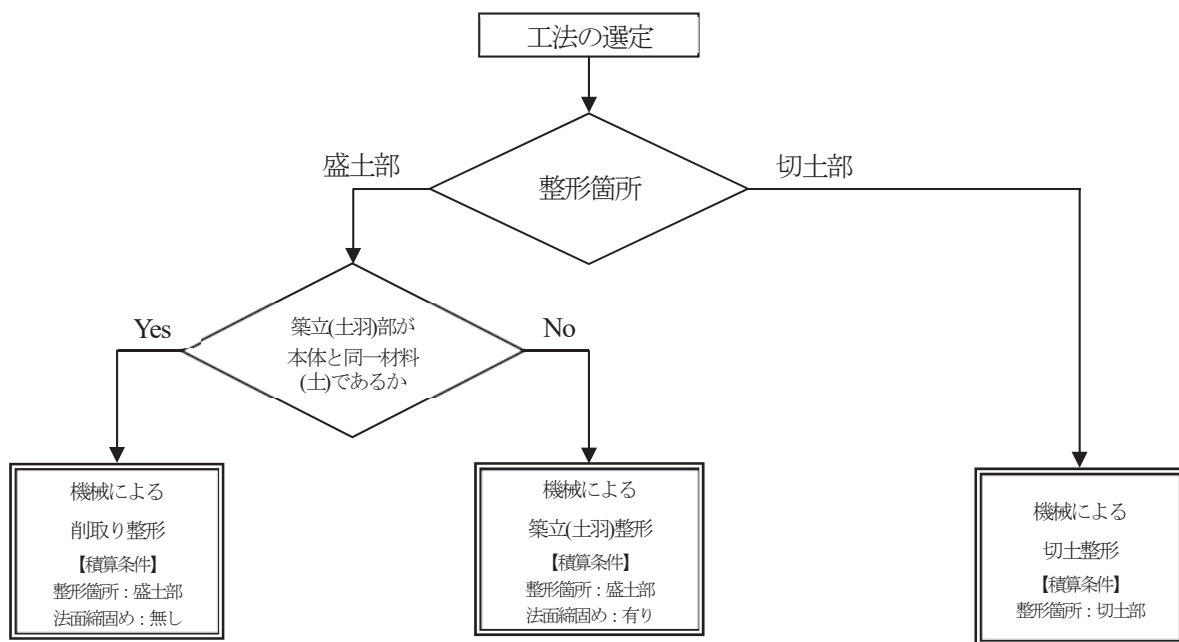 工法の選定
盛土部
切土部
整形箇所
Yes
No
築立(土羽)部が
本体と同一材料
(土)であるか
機械による
削取り整形
【積算条件】
整形箇所：盛土部
法面締固め：無し
機械による
築立(土羽)整形
【積算条件】
整形箇所：盛土部
法面締固め：有り
機械による
切土整形
【積算条件】
整形箇所：切土部